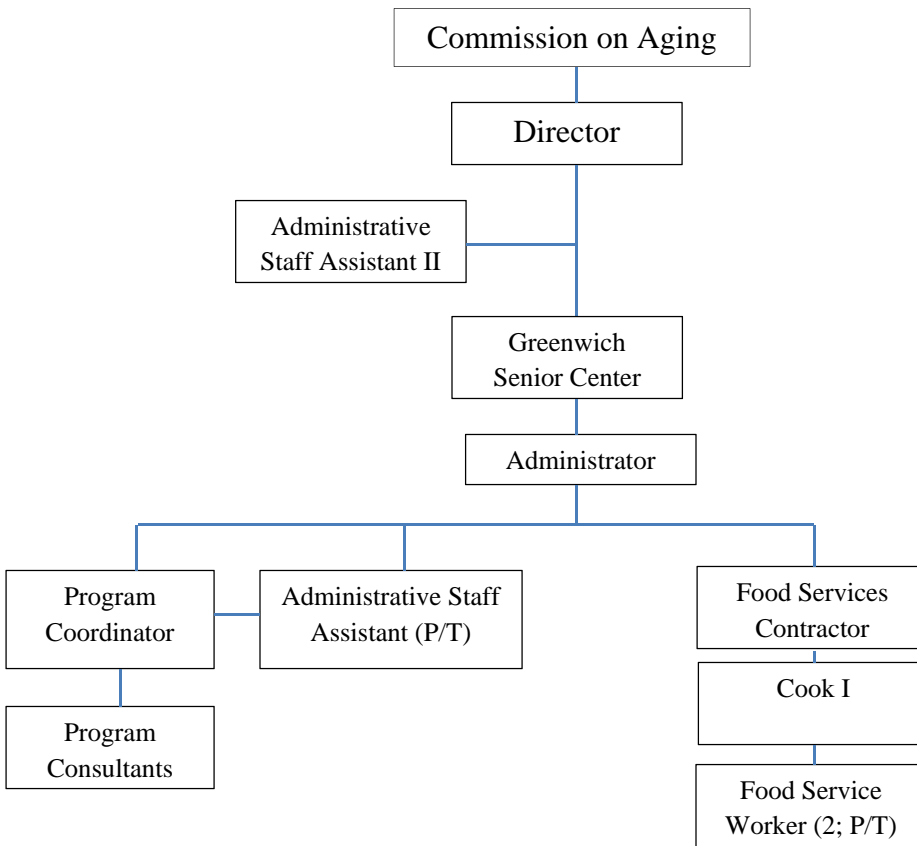 Commission on Aging
Director
Administrative
Staff Assistant II
Greenwich
Senior Center
Administrator
Program
Coordinator
Administrative Staff
Assistant (P/T)
Food Services
Contractor
Cook I
Program
Consultants
Food Service
Worker (2; P/T)